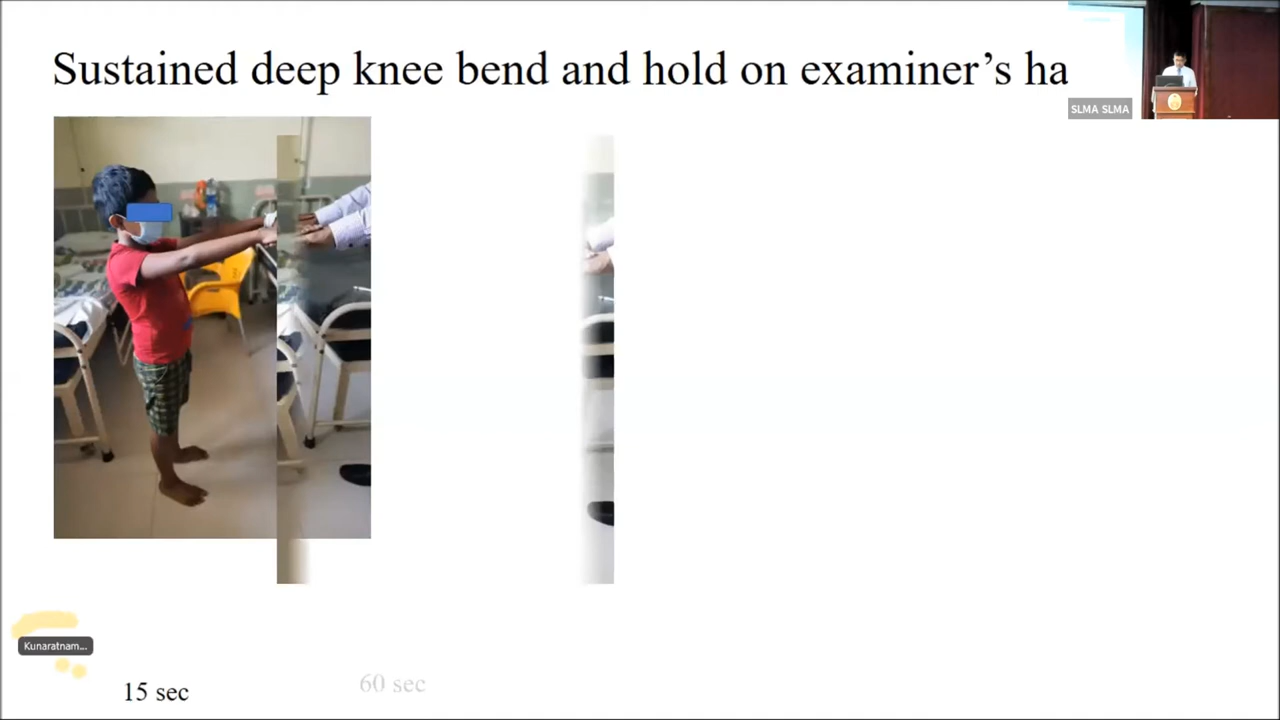 Sustained deep knee bend and hold on examiner’s ha
SLMA SLMA
Kunaratnam...
15 sec
60 sec